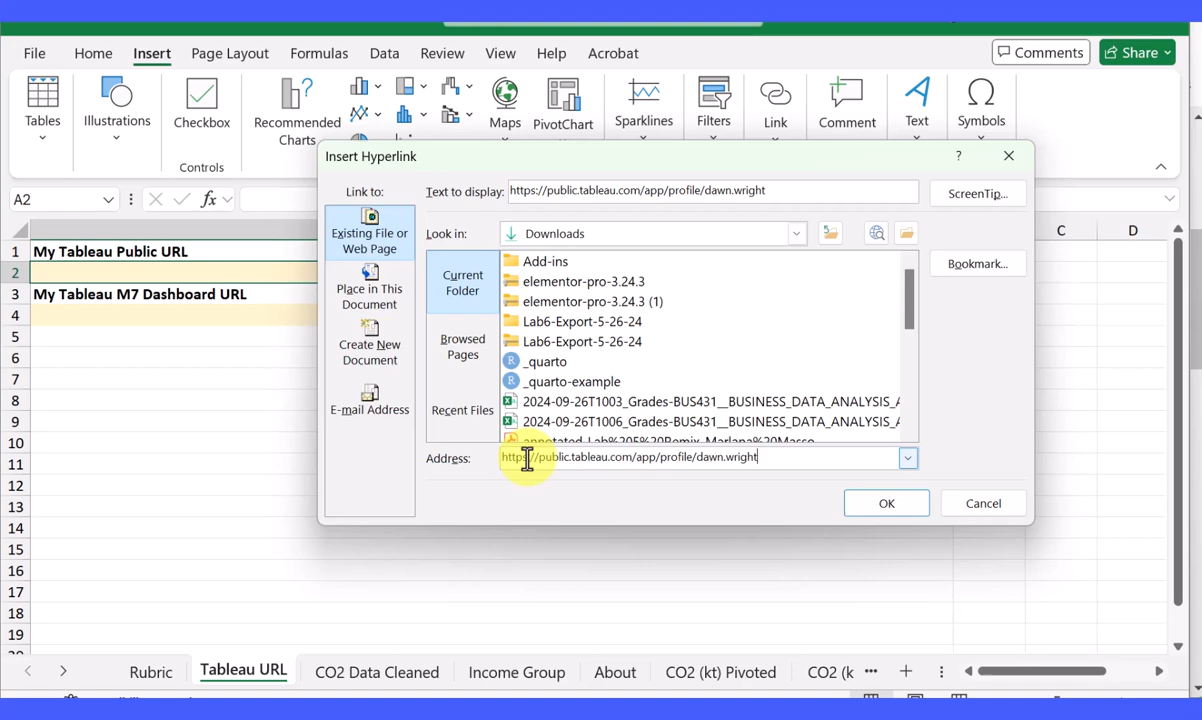 File Home Insert Page Layout Formulas Data Review View Help Acrobat Comments Share
Tables Illustrations Checkbox Recommended Charts Maps PivotChart Sparklines Filters Link Comment Text Symbols
Controls
Insert Hyperlink ?
Link to: Text to display: https://public.tableau.com/app/profile/dawn.wright ScreenTip...
A2 fx
Existing File or Web Page
Look in: Downloads
Bookmark...
Current Folder
Browsed Pages
Recent Files
Place in This Document
Create New Document
E-mail Address
Add-ins
elementor-pro-3.24.3
elementor-pro-3.24.3 (1)
Lab6-Export-5-26-24
Lab6-Export-5-26-24
_quarto
_quarto-example
2024-09-26T1003_Grades-BUS431__BUSINESS_DATA_ANALYSIS_A
2024-09-26T1006_Grades-BUS431__BUSINESS_DATA_ANALYSIS_A
annotated-Lab%205%20Remix-Marlana%20Masso
Address: https://public.tableau.com/app/profile/dawn.wright
OK Cancel
C D
1 My Tableau Public URL
2
3 My Tableau M7 Dashboard URL
4
5
6
7
8
9
10
11
12
13
14
15
16
17
18
19
Rubric Tableau URL CO2 Data Cleaned Income Group About CO2 (kt) Pivoted CO2 (k